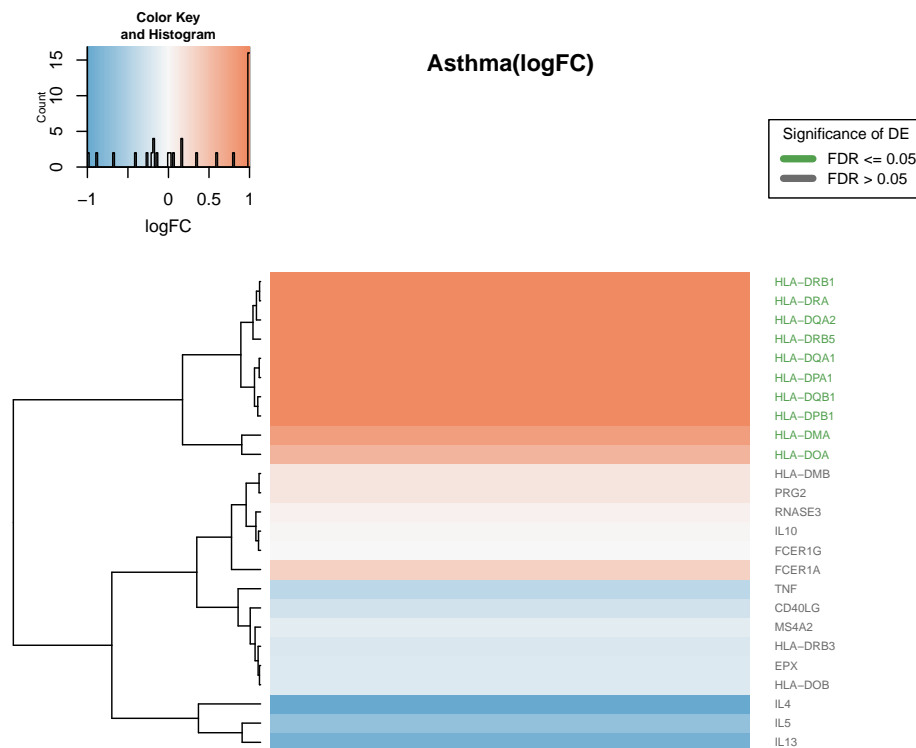 Color Key
and Histogram
Asthma(logFC)
Count
0
5
10
15
−1
0
0.5
1
logFC
Significance of DE
FDR <= 0.05
FDR > 0.05
HLA−DRB1
HLA−DRA
HLA−DQA2
HLA−DRB5
HLA−DQA1
HLA−DPA1
HLA−DQB1
HLA−DPB1
HLA−DMA
HLA−DOA
HLA−DMB
PRG2
RNASE3
IL10
FCER1G
FCER1A
TNF
CD40LG
MS4A2
HLA−DRB3
EPX
HLA−DOB
IL4
IL5
IL13